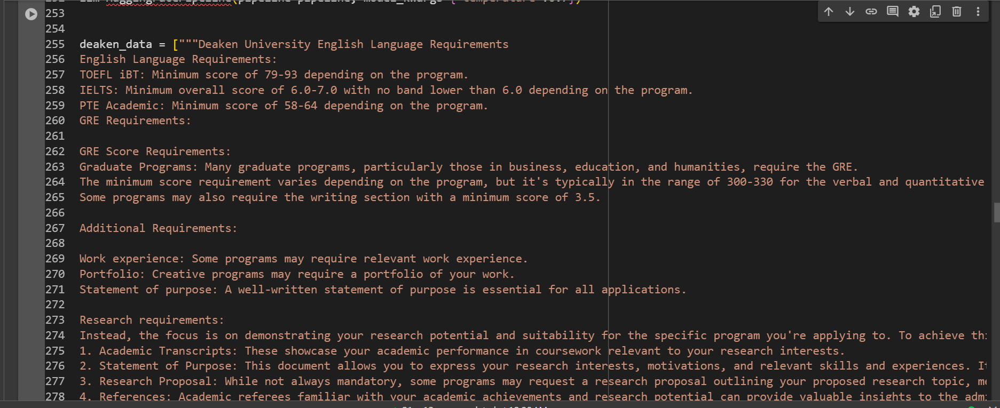 253
254
255 deaken_data = ["""Deaken University English Language Requirements
256 English Language Requirements:
257 TOEFL iBT: Minimum score of 79-93 depending on the program.
258 IELTS: Minimum overall score of 6.0-7.0 with no band lower than 6.0 depending on the program.
259 PTE Academic: Minimum score of 58-64 depending on the program.
260 GRE Requirements:
261
262 GRE Score Requirements:
263 Graduate Programs: Many graduate programs, particularly those in business, education, and humanities, require the GRE.
264 The minimum score requirement varies depending on the program, but it's typically in the range of 300-330 for the verbal and quantitative
265 Some programs may also require the writing section with a minimum score of 3.5.
266
267 Additional Requirements:
268
269 Work experience: Some programs may require relevant work experience.
270 Portfolio: Creative programs may require a portfolio of your work.
271 Statement of purpose: A well-written statement of purpose is essential for all applications.
272
273 Research requirements:
274 Instead, the focus is on demonstrating your research potential and suitability for the specific program you're applying to. To achieve
275 1. Academic Transcripts: These showcase your academic performance in coursework relevant to your research interests.
276 2. Statement of Purpose: This document allows you to express your research interests, motivations, and relevant skills and experiences. It
277 3. Research Proposal: While not always mandatory, some programs may request a research proposal outlining your proposed research topic,
278 4. References: Academic referees familiar with your academic achievements and research potential can provide valuable insights to the